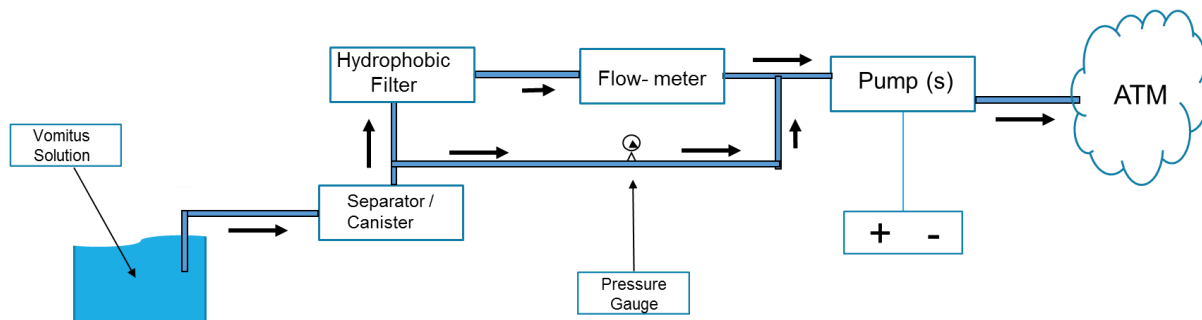 Hydrophobic
Filter
Flow- meter
Pump (s)
ATM
Vomitus
Solution
Separator /
Canister
+ -
Pressure
Gauge